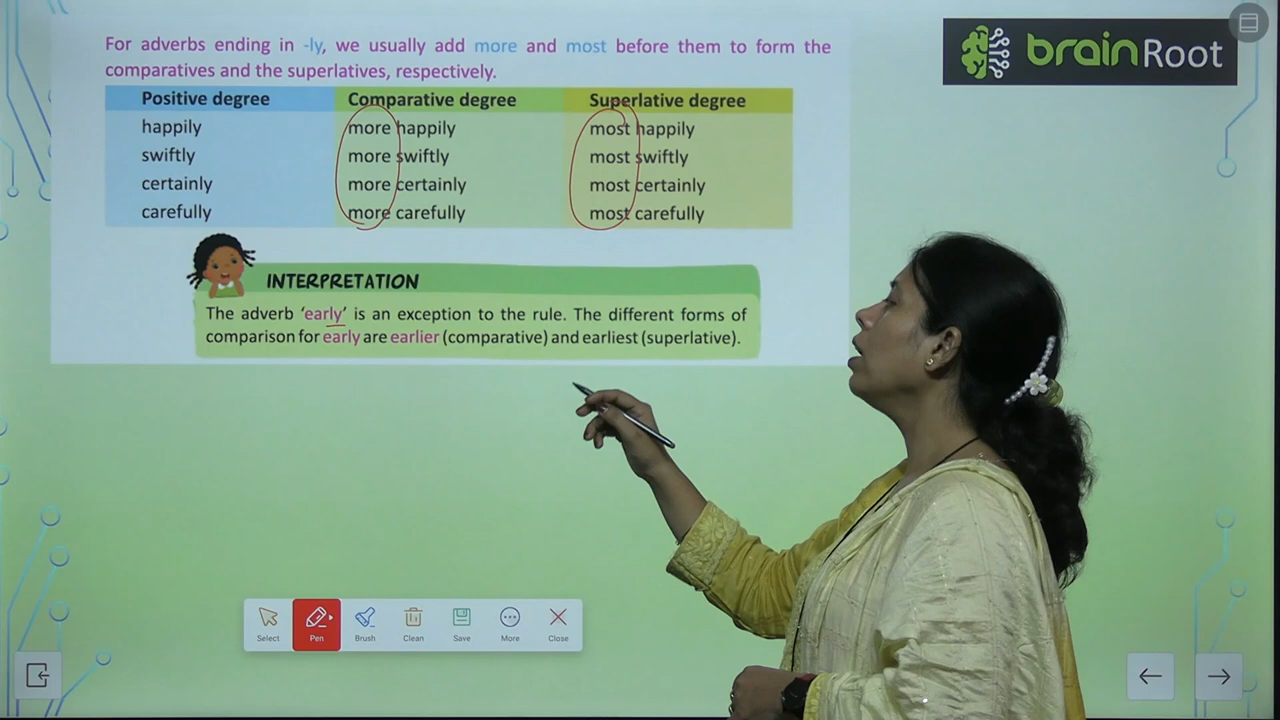 For adverbs ending in -ly, we usually add more and most before them to form the
comparatives and the superlatives, respectively.
brainRoot
Positive degree Comparative degree Superlative degree
happily more happily most happily
swiftly more swiftly most swiftly
certainly more certainly most certainly
carefully more carefully most carefully
INTERPRETATION
The adverb ‘early’ is an exception to the rule. The different forms of
comparison for early are earlier (comparative) and earliest (superlative).
Select Pen Brush Clean Save More Close